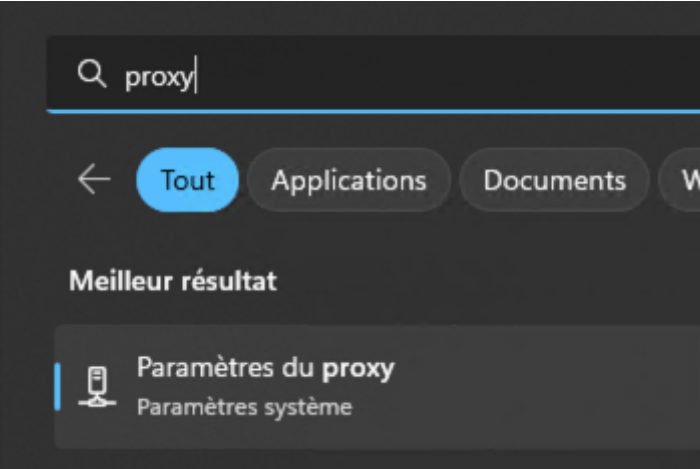 proxy
Tout Applications Documents
Meilleur résultat
Paramètres du proxy
Paramètres système